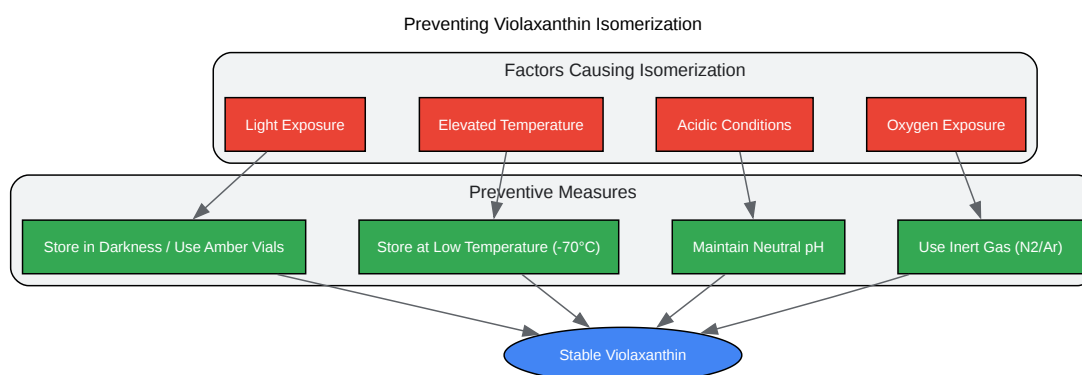 Preventing Violaxanthin Isomerization
Factors Causing Isomerization
Light Exposure
Elevated Temperature
Acidic Conditions
Oxygen Exposure
Preventive Measures
Store in Darkness / Use Amber Vials
Store at Low Temperature (-70°C)
Maintain Neutral pH
Use Inert Gas (N2/Ar)
Stable Violaxanthin